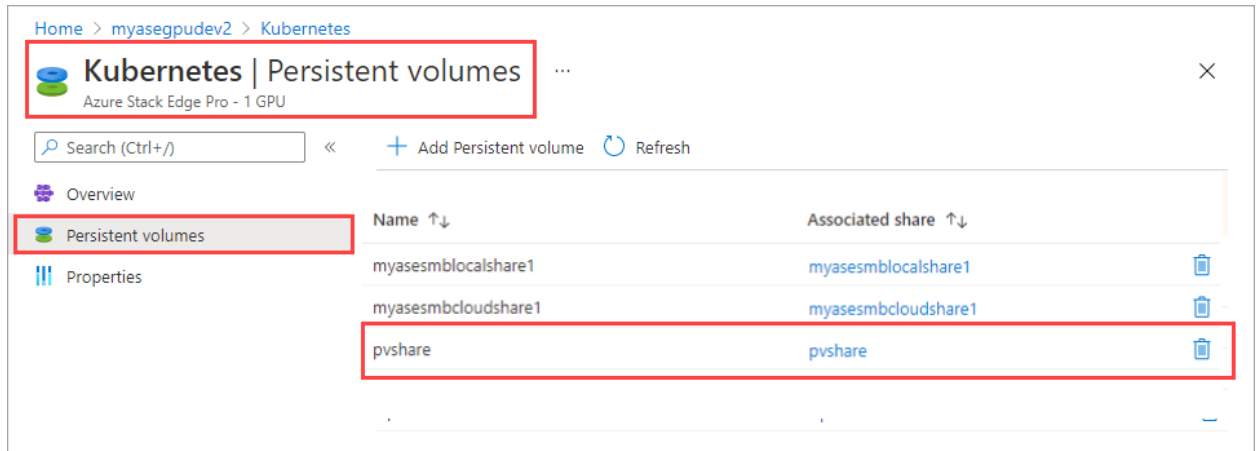 Home > myasegpudev2 > Kubernetes
Kubernetes | Persistent volumes ...
Azure Stack Edge Pro - 1 GPU
Search (Ctrl+/) «
+ Add Persistent volume Refresh
Overview
Persistent volumes
Properties
Name ↑↓ Associated share ↑↓
myasesmblocalshare1 myasesmblocalshare1
myasesmbcloudshare1 myasesmbcloudshare1
pvshare pvshare